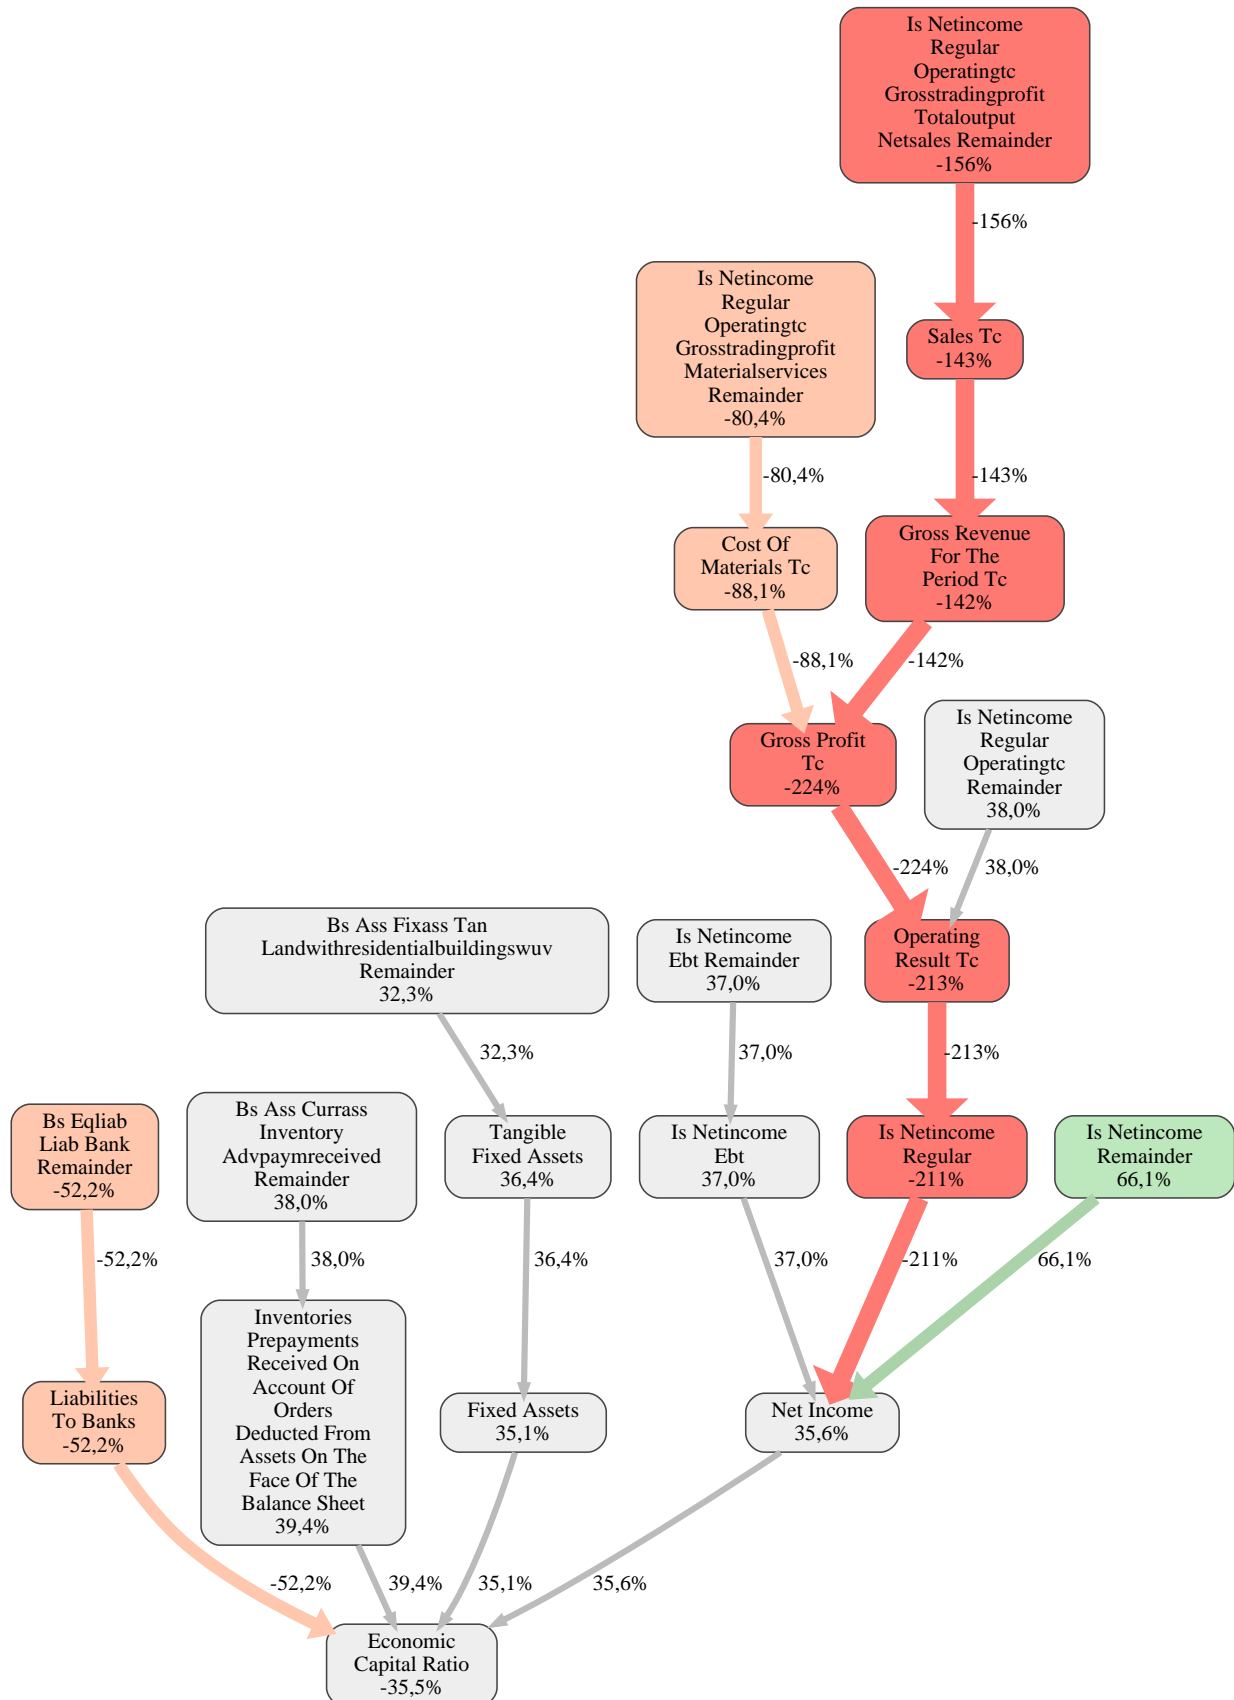 Is Netincome
Regular
Operatingtc
Grosstradingprofit
Totaloutput
Netsales Remainder
-156%
-156%
Is Netincome
Regular
Operatingtc
Grosstradingprofit
Materialservices
Remainder
-80,4%
Sales Tc
-143%
-80,4%
-143%
Cost Of
Materials Tc
-88,1%
Gross Revenue
For The
Period Tc
-142%
-88,1%
-142%
Gross Profit
Tc
-224%
Is Netincome
Regular
Operatingtc
Remainder
38,0%
-224%
38,0%
Bs Ass Fixass Tan
Landwithresidentialbuildingswuv
Remainder
32,3%
Is Netincome
Ebt Remainder
37,0%
Operating
Result Tc
-213%
32,3%
37,0%
-213%
Bs Eqliab
Liab Bank
Remainder
-52,2%
Bs Ass Currass
Inventory
Advpaymreceived
Remainder
38,0%
Tangible
Fixed Assets
36,4%
Is Netincome
Ebt
37,0%
Is Netincome
Regular
-211%
Is Netincome
Remainder
66,1%
-52,2%
38,0%
36,4%
37,0%
-211%
66,1%
Liabilities
To Banks
-52,2%
Inventories
Prepayments
Received On
Account Of
Orders
Deducted From
Assets On The
Face Of The
Balance Sheet
39,4%
Fixed Assets
35,1%
Net Income
35,6%
-52,2%
39,4%
35,1%
35,6%
Economic
Capital Ratio
-35,5%